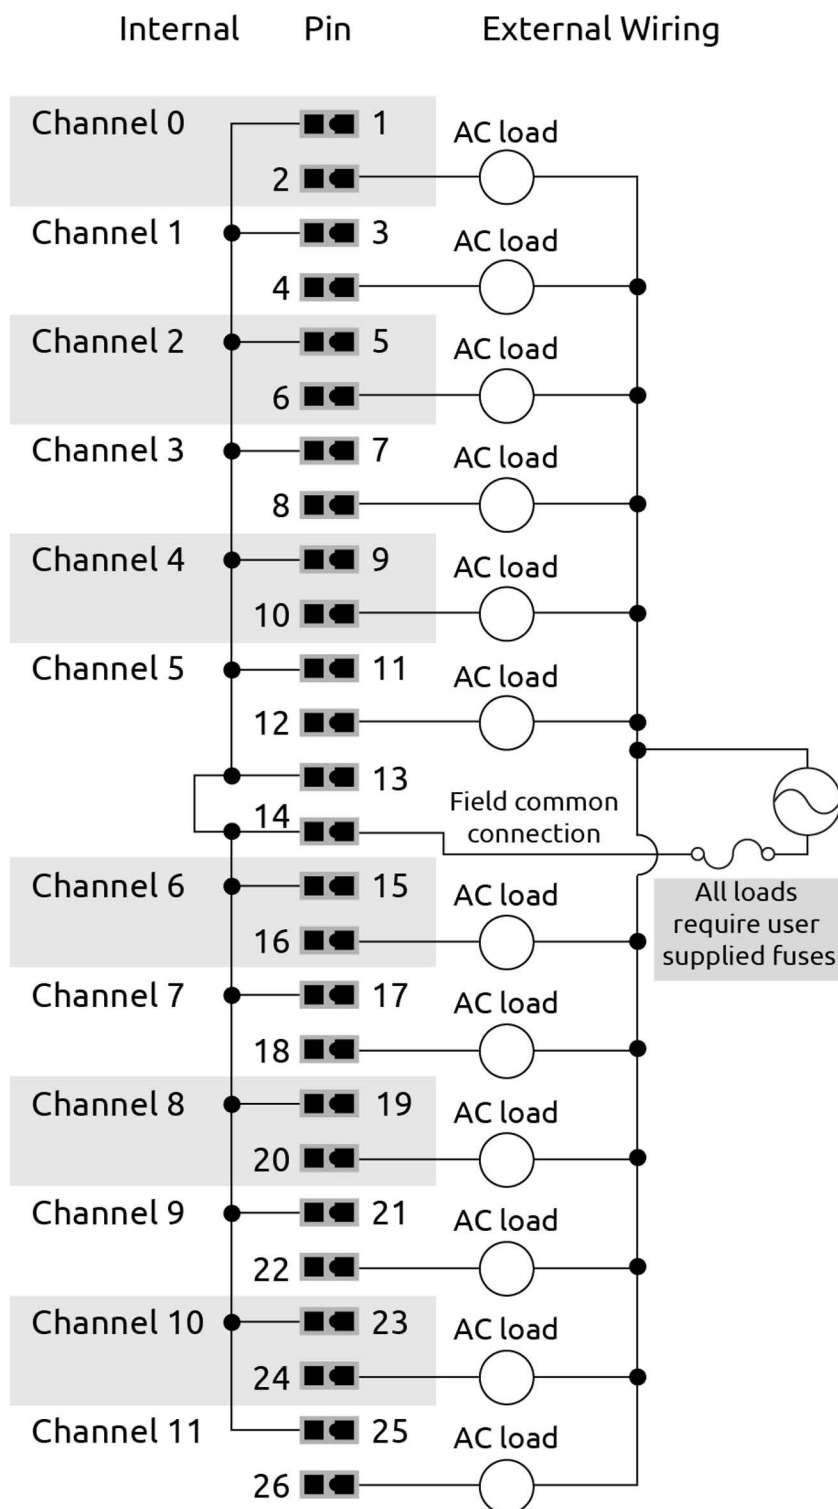 Internal Pin External Wiring
Channel 0 1 AC load
2
Channel 1 3 AC load
4
Channel 2 5 AC load
6
Channel 3 7 AC load
8
Channel 4 9 AC load
10
Channel 5 11 AC load
12
13
14 Field common
connection
Channel 6 15 AC load
16
All loads
require user
supplied fuses
Channel 7 17 AC load
18
Channel 8 19 AC load
20
Channel 9 21 AC load
22
Channel 10 23 AC load
24
Channel 11 25 AC load
26